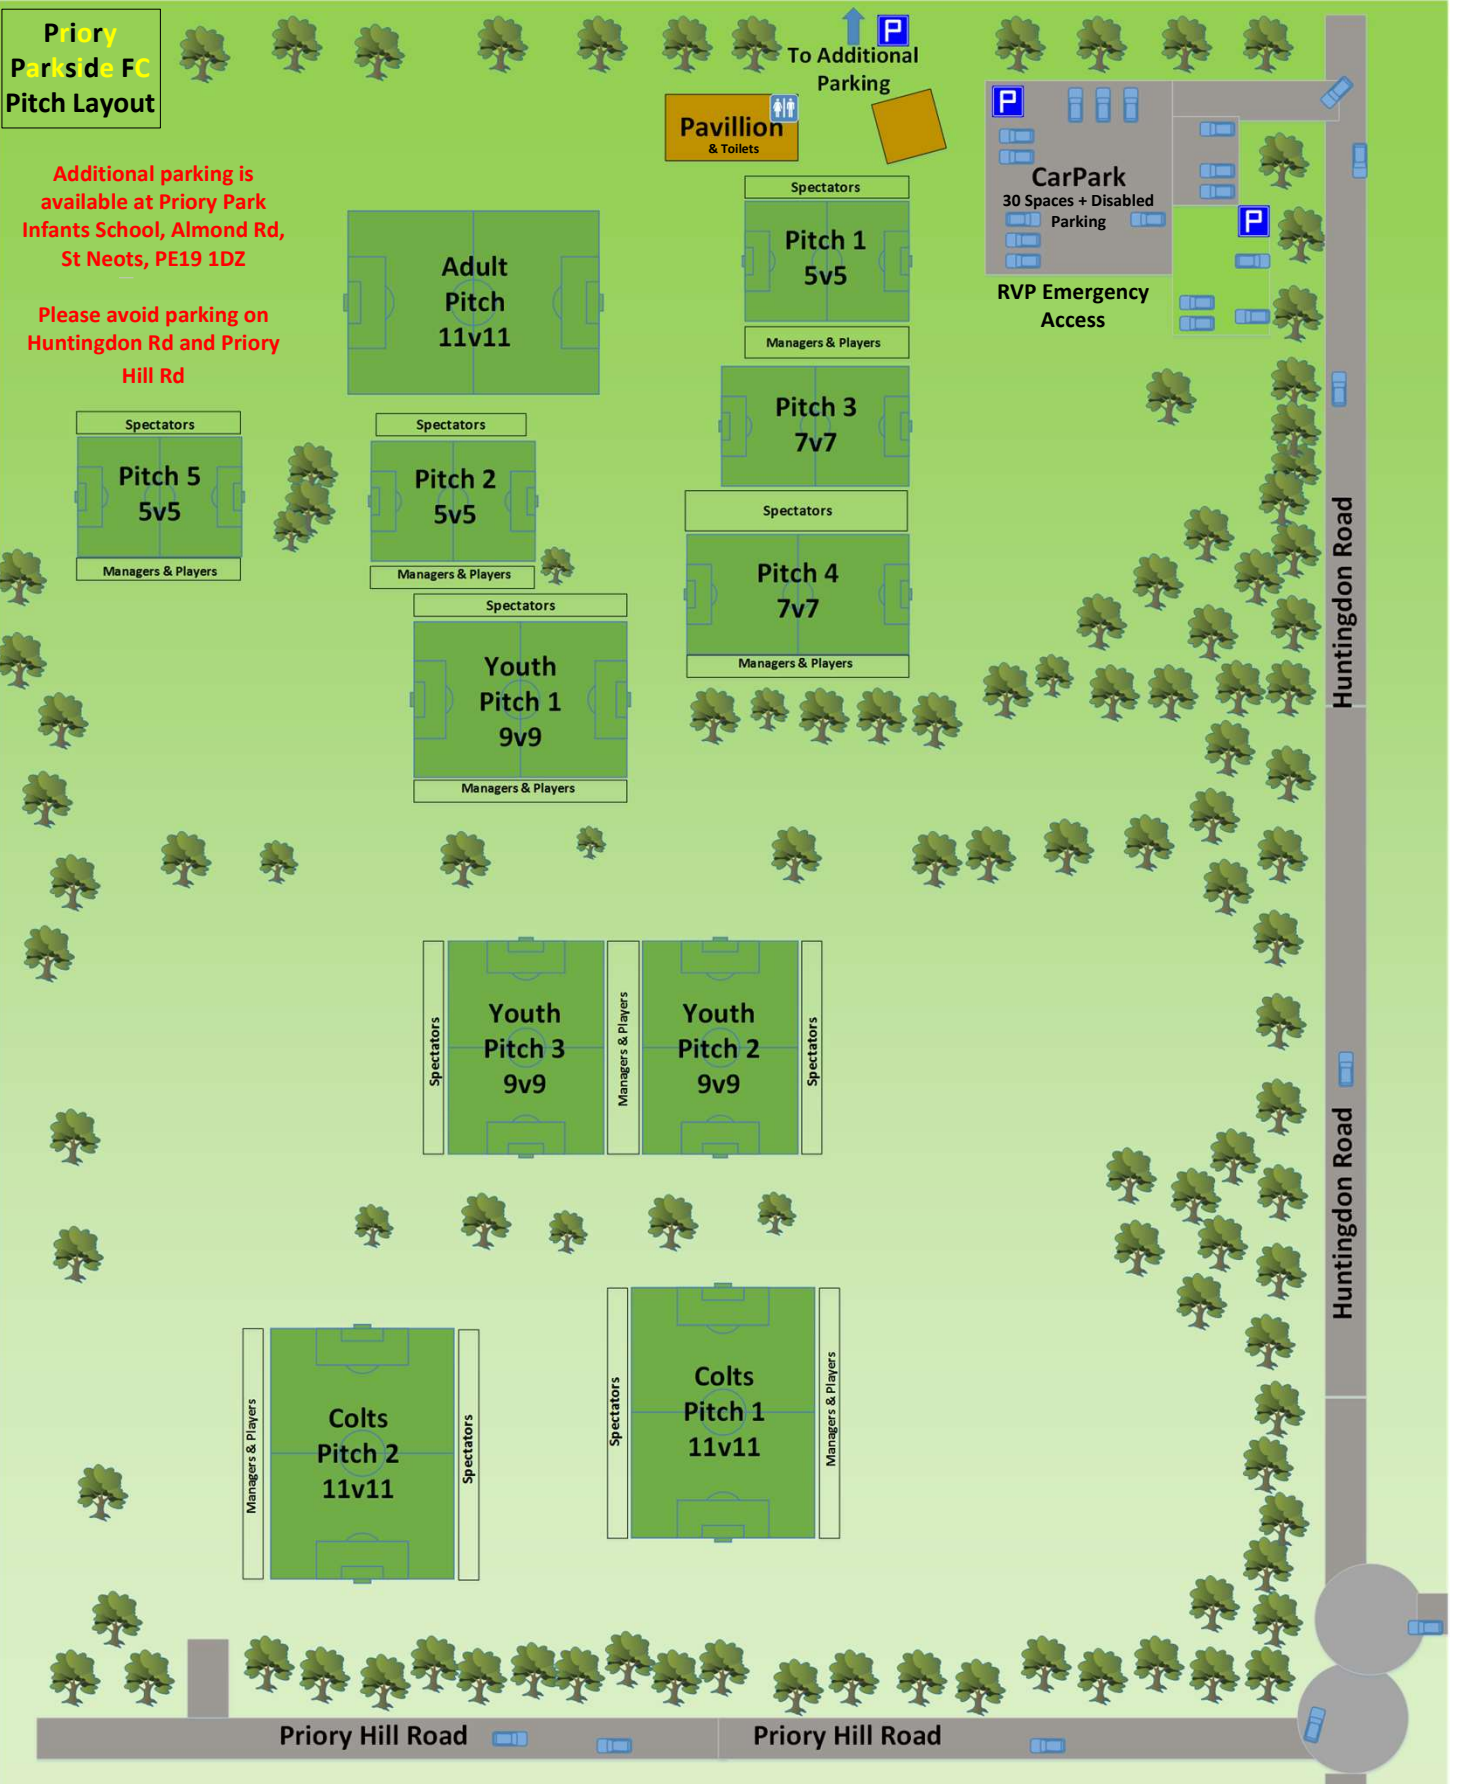 Priory
Parkside FC
Pitch Layout
P
To Additional
Parking
Pavillion
& Toilets
P
CarPark
30 Spaces + Disabled
Parking
P
RVP Emergency
Access
Additional parking is
available at Priory Park
Infants School, Almond Rd,
St Neots, PE19 1DZ
Please avoid parking on
Huntingdon Rd and Priory
Hill Rd
Adult
Pitch
11v11
Spectators
Pitch 1
5v5
Managers & Players
Pitch 3
7v7
Spectators
Pitch 4
7v7
Managers & Players
Spectators
Pitch 5
5v5
Managers & Players
Spectators
Pitch 2
5v5
Managers & Players
Spectators
Youth
Pitch 1
9v9
Managers & Players
Huntingdon Road
Spectators
Youth
Pitch 3
9v9
Managers & Players
Youth
Pitch 2
9v9
Spectators
Huntingdon Road
Managers & Players
Colts
Pitch 2
11v11
Spectators
Spectators
Colts
Pitch 1
11v11
Managers & Players
Priory Hill Road
Priory Hill Road